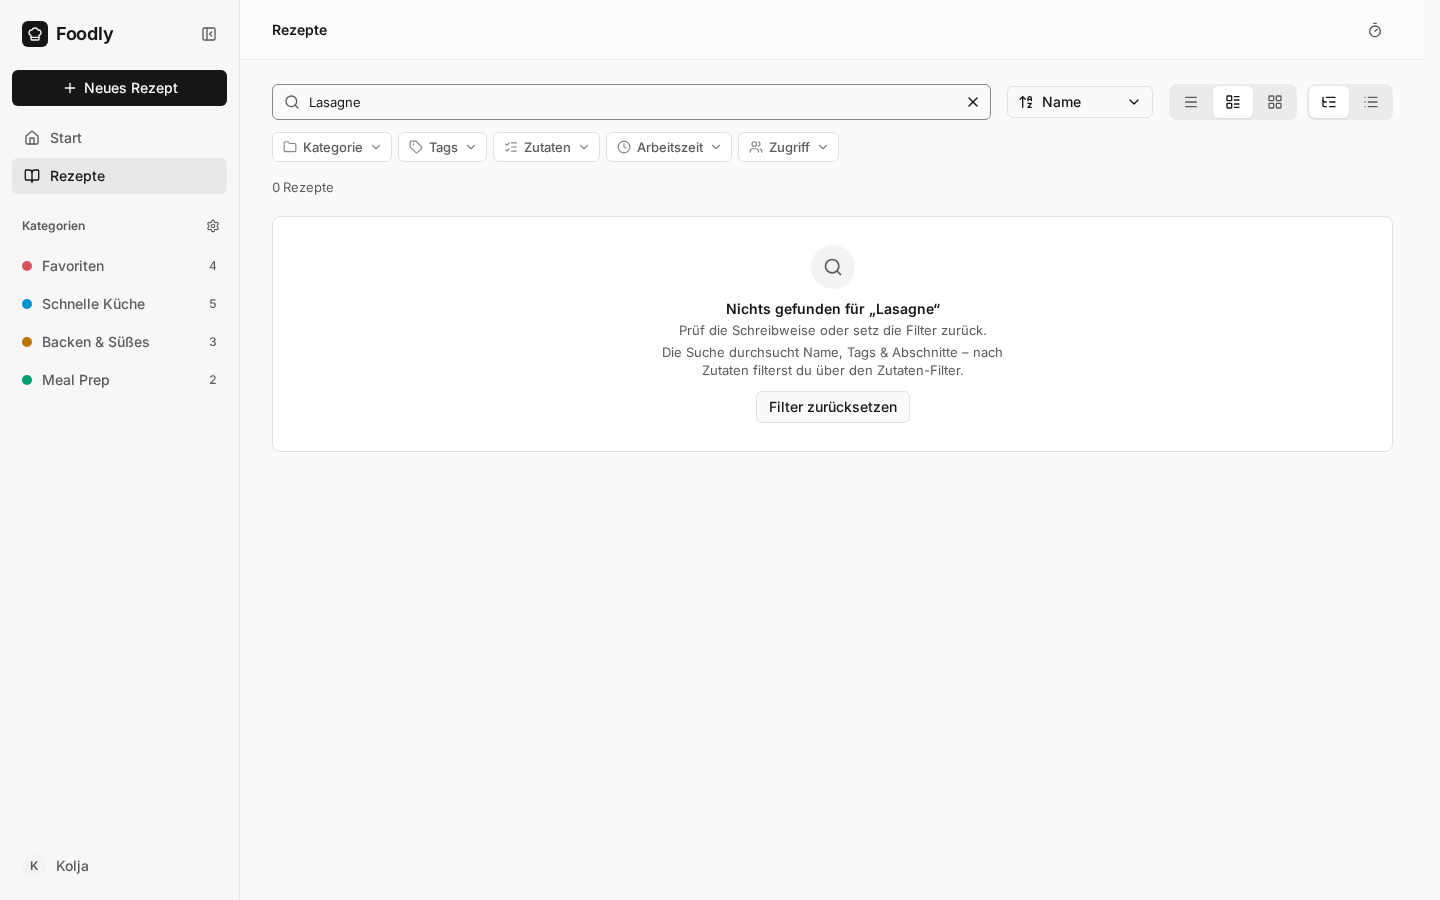 Foodly
Neues Rezept
Start
Rezepte
Kategorien
Favoriten 4
Schnelle Küche 5
Backen & Süßes 3
Meal Prep 2
K Kolja
Rezepte
Lasagne
Name
Kategorie
Tags
Zutaten
Arbeitszeit
Zugriff
0 Rezepte
Nichts gefunden für „Lasagne“
Prüf die Schreibweise oder setz die Filter zurück.
Die Suche durchsucht Name, Tags & Abschnitte – nach
Zutaten filterst du über den Zutaten-Filter.
Filter zurücksetzen